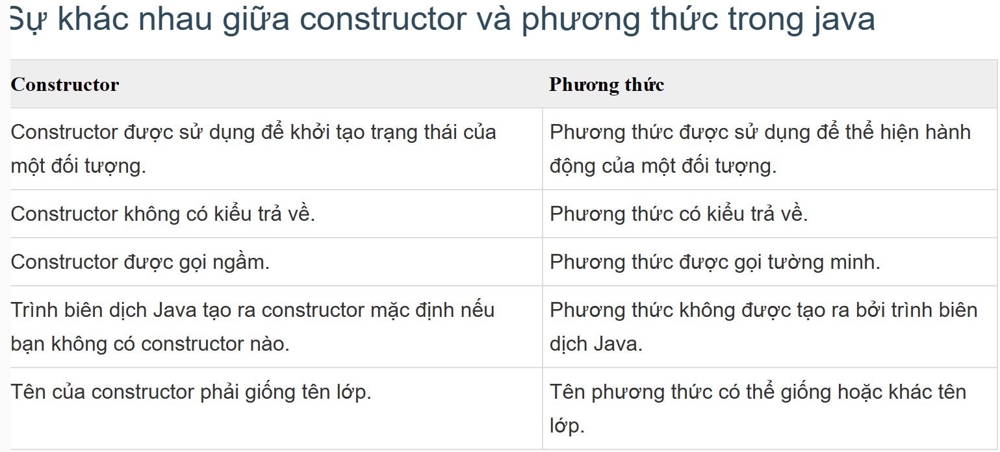 Sự khác nhau giữa constructor và phương thức trong java
Constructor
Phương thức
Constructor được sử dụng để khởi tạo trạng thái của
một đối tượng.
Phương thức được sử dụng để thể hiện hành
động của một đối tượng.
Constructor không có kiểu trả về.
Phương thức có kiểu trả về.
Constructor được gọi ngầm.
Phương thức được gọi tường minh.
Trình biên dịch Java tạo ra constructor mặc định nếu
bạn không có constructor nào.
Phương thức không được tạo ra bởi trình biên
dịch Java.
Tên của constructor phải giống tên lớp.
Tên phương thức có thể giống hoặc khác tên
lớp.